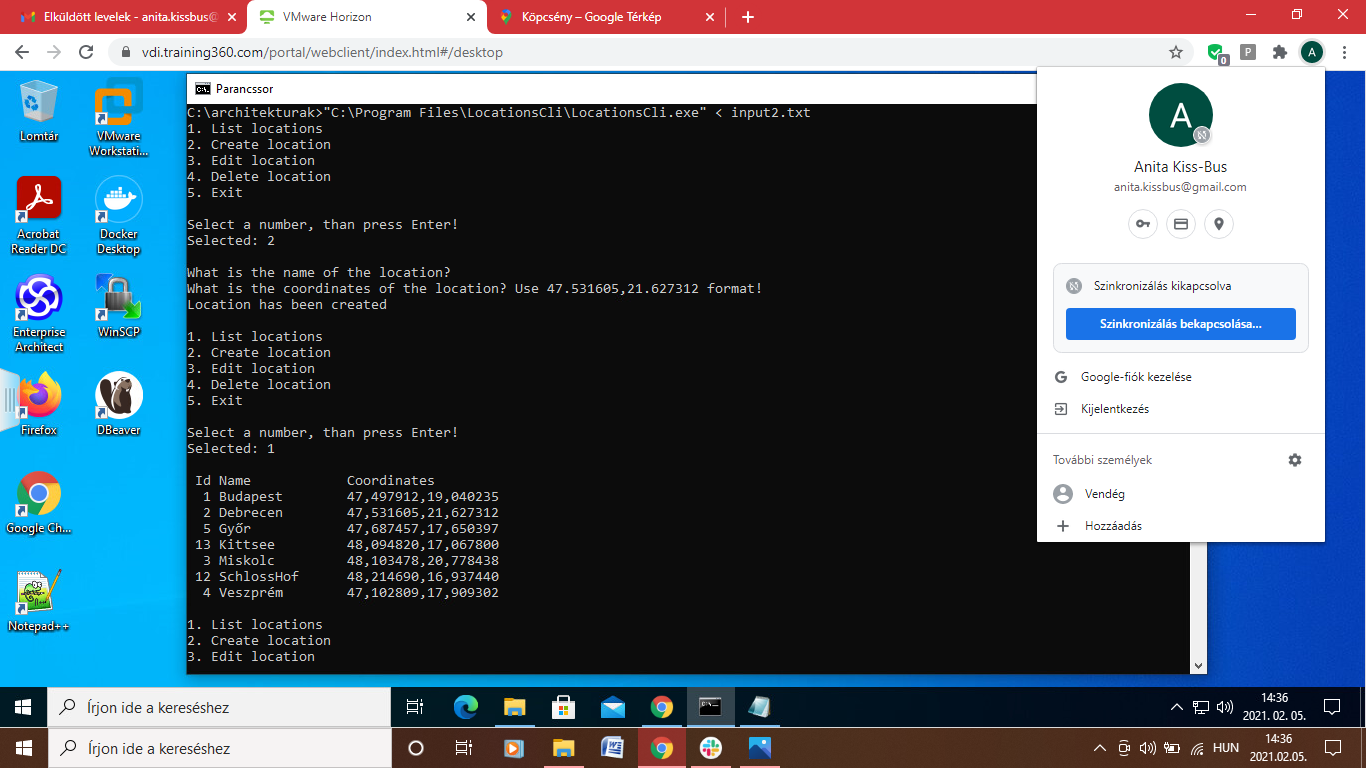 Elküldött levelek - anita.kissbus@
VMware Horizon
Köpcsény – Google Térkép
vdi.training360.com/portal/webclient/index.html#/desktop
0
P
A
Lomtár
VMware
Workstati...
Acrobat
Reader DC
Docker
Desktop
Enterprise
Architect
WinSCP
Firefox
DBeaver
Google Ch...
Notepad++
Parancssor
C:\architekturak>"C:\Program Files\LocationsCli\LocationsCli.exe" < input2.txt
1. List locations
2. Create location
3. Edit location
4. Delete location
5. Exit
Select a number, than press Enter!
Selected: 2
What is the name of the location?
What is the coordinates of the location? Use 47.531605,21.627312 format!
Location has been created
1. List locations
2. Create location
3. Edit location
4. Delete location
5. Exit
Select a number, than press Enter!
Selected: 1
Id Name Coordinates
1 Budapest 47,497912,19,040235
2 Debrecen 47,531605,21,627312
5 Győr 47,687457,17,650397
13 Kittsee 48,094820,17,067800
3 Miskolc 48,103478,20,778438
12 SchlossHof 48,214690,16,937440
4 Veszprém 47,102809,17,909302
1. List locations
2. Create location
3. Edit location
A
Anita Kiss-Bus
anita.kissbus@gmail.com
Szinkronizálás kikapcsolva
Szinkronizálás bekapcsolása...
Google-fiók kezelése
Kijelentkezés
További személyek
Vendég
Hozzáadás
Írjon ide a kereséshez
14:36
2021. 02. 05.
Írjon ide a kereséshez
HUN
14:36
2021.02.05.